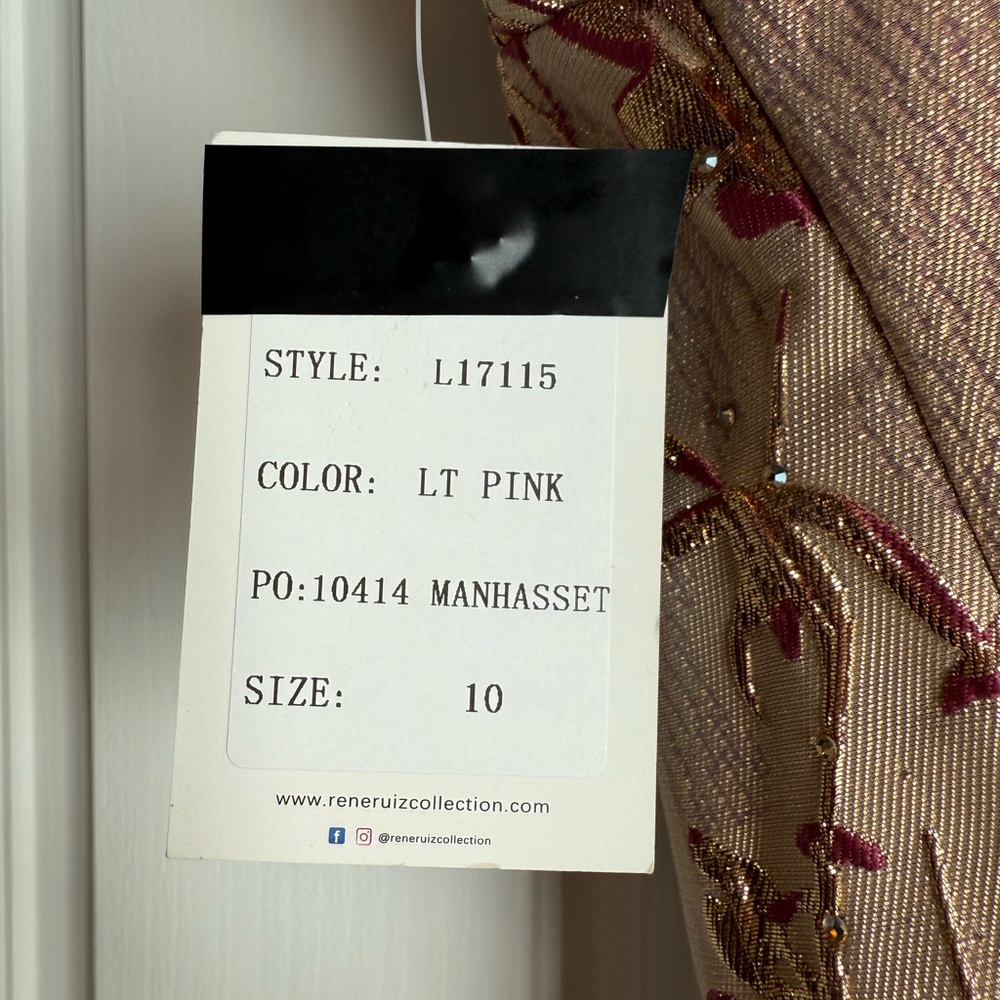 STYLE: L17115
COLOR: LT PINK
PO:10414 MANHASSET
SIZE: 10
www.reneruizcollection.com
@reneruizcollection